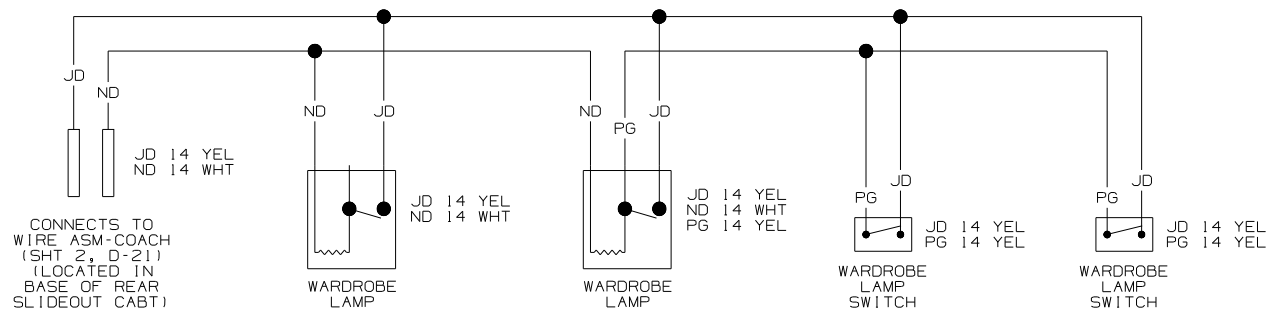 JD
ND
JD 14 YEL
ND 14 WHT
CONNECTS TO
WIRE ASM-COACH
(SHT 2, D-21)
(LOCATED IN
BASE OF REAR
SLIDEOUT CABT)
ND
JD
JD 14 YEL
ND 14 WHT
WARDROBE
LAMP
ND
PG
JD
JD 14 YEL
ND 14 WHT
PG 14 YEL
WARDROBE
LAMP
PG
JD
JD 14 YEL
PG 14 YEL
WARDROBE
LAMP
SWITCH
PG
JD
JD 14 YEL
PG 14 YEL
WARDROBE
LAMP
SWITCH